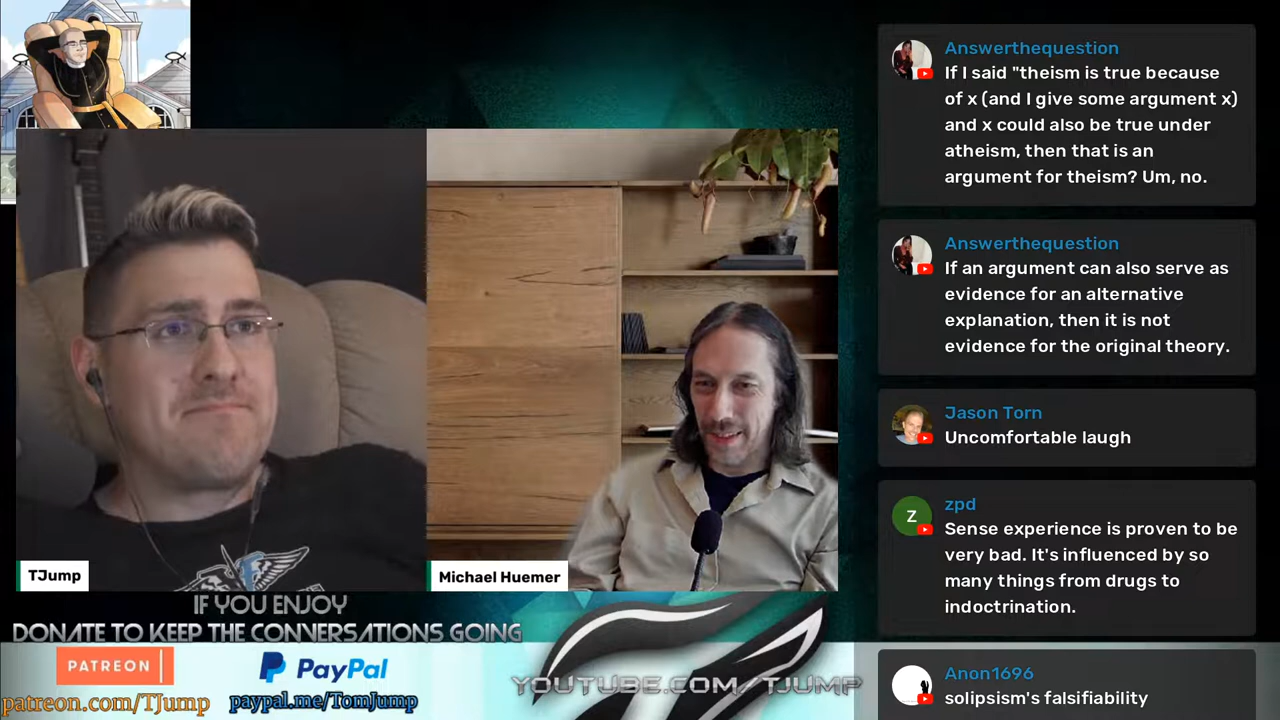 Answerthequestion
If I said "theism is true because
of x (and I give some argument x)
and x could also be true under
atheism, then that is an
argument for theism? Um, no.
Answerthequestion
If an argument can also serve as
evidence for an alternative
explanation, then it is not
evidence for the original theory.
Jason Torn
Uncomfortable laugh
Z
zpd
Sense experience is proven to be
very bad. It's influenced by so
many things from drugs to
indoctrination.
Anon1696
solipsism's falsifiability
TJump
Michael Huemer
IF YOU ENJOY
DONATE TO KEEP THE CONVERSATIONS GOING
PATREON
PayPal
patreon.com/TJump
paypal.me/TomJump
YOUTUBE.COM/TJUMP